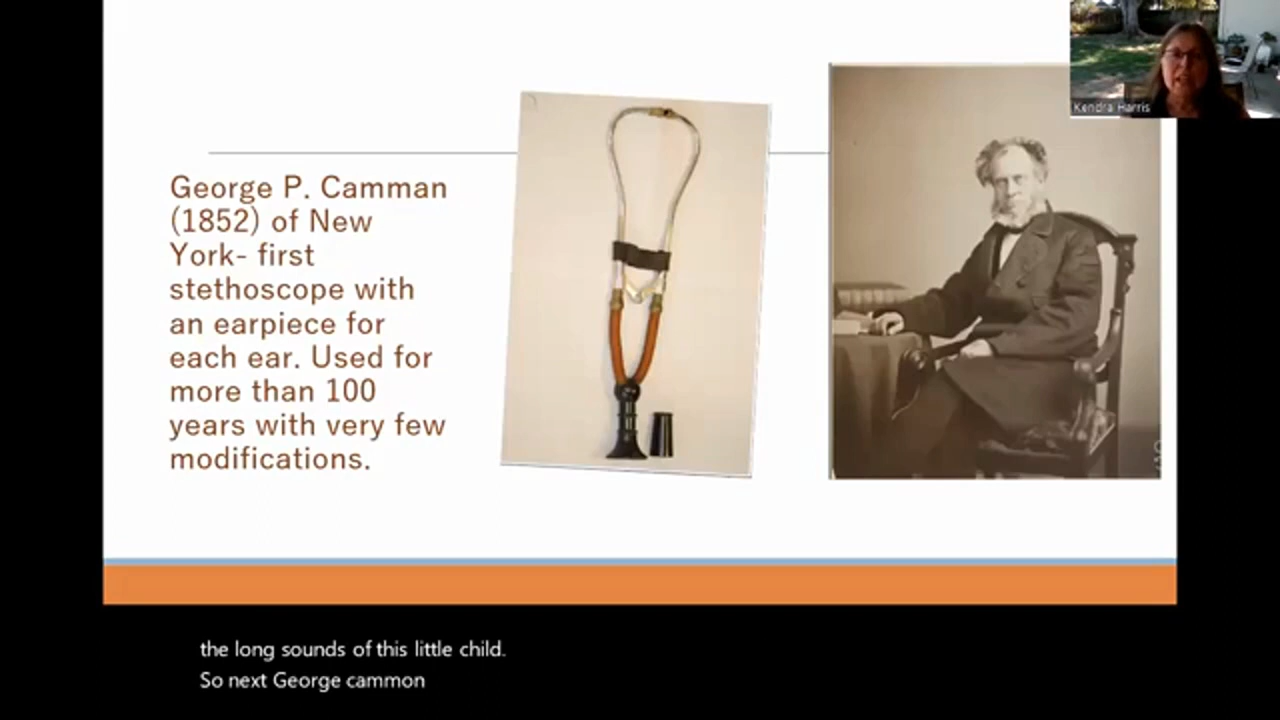 Kendra Harris
George P. Camman
(1852) of New
York- first
stethoscope with
an earpiece for
each ear. Used for
more than 100
years with very few
modifications.
the long sounds of this little child.
So next George cammon